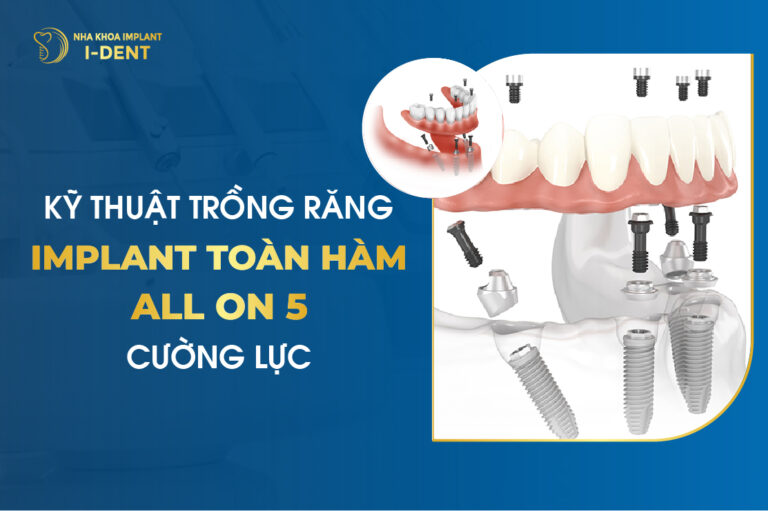 NHA KHOA IMPLANT
I-DENT
KỸ THUẬT TRỒNG RĂNG
IMPLANT TOÀN HÀM
ALL ON 5
CƯỜNG LỰC